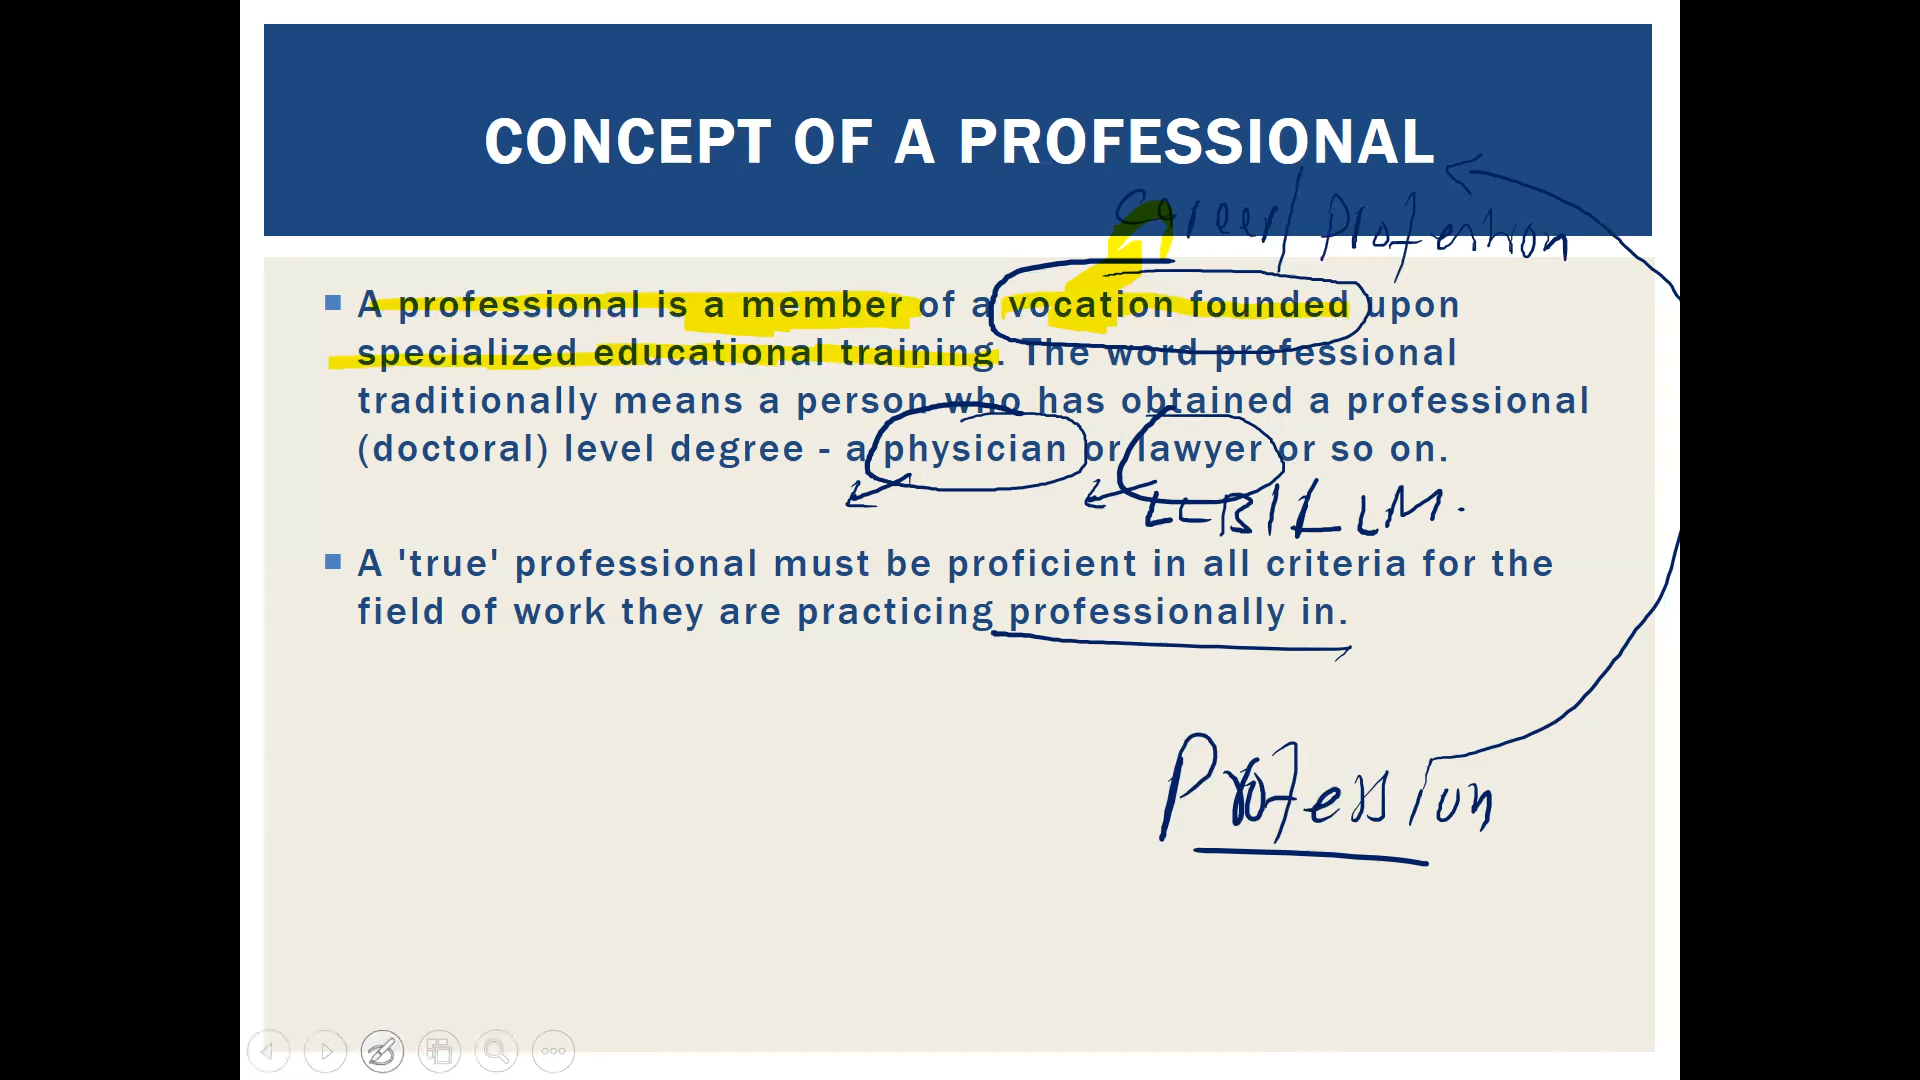 CONCEPT OF A PROFESSIONAL
Career/Profession
A professional is a member of a vocation founded upon
specialized educational training. The word professional
traditionally means a person who has obtained a professional
(doctoral) level degree - a physician or lawyer or so on.
LLB/LLM.
A 'true' professional must be proficient in all criteria for the
field of work they are practicing professionally in.
Profession